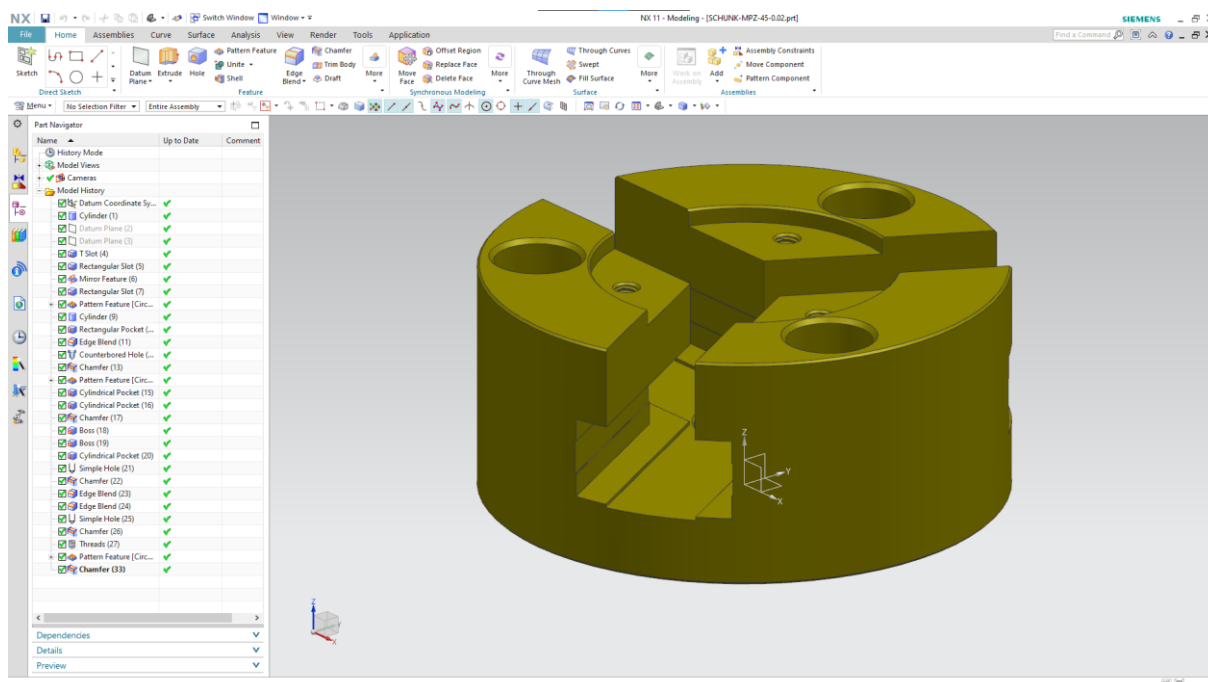 NX
Switch Window
Window
NX 11 - Modeling - [SCHUNK-MPZ-45-0.02.prt]
SIEMENS
File
Home
Assemblies
Curve
Surface
Analysis
View
Render
Tools
Application
Find a Command
Sketch
Direct Sketch
Datum Plane
Extrude
Hole
Pattern Feature
Unite
Shell
Edge Blend
Chamfer
Trim Body
Draft
More
Feature
Move Face
Offset Region
Replace Face
Delete Face
More
Synchronous Modeling
Through Curve Mesh
Through Curves
Swept
Fill Surface
More
Surface
Work on Assembly
Add
Assembly Constraints
Move Component
Pattern Component
Assemblies
Menu
No Selection Filter
Entire Assembly
Part Navigator
Name Up to Date Comment
History Mode
Model Views
Cameras
Model History
Datum Coordinate Sy...
Cylinder (1)
Datum Plane (2)
Datum Plane (3)
T Slot (4)
Rectangular Slot (5)
Mirror Feature (6)
Rectangular Slot (7)
Pattern Feature [Circ...
Cylinder (9)
Rectangular Pocket (...
Edge Blend (11)
Counterbored Hole (...
Chamfer (13)
Pattern Feature [Circ...
Cylindrical Pocket (15)
Cylindrical Pocket (16)
Chamfer (17)
Boss (18)
Boss (19)
Cylindrical Pocket (20)
Simple Hole (21)
Chamfer (22)
Edge Blend (23)
Edge Blend (24)
Simple Hole (25)
Chamfer (26)
Threads (27)
Pattern Feature [Circ...
Chamfer (33)
Dependencies
Details
Preview
Z
Y
X
Z
Y
X